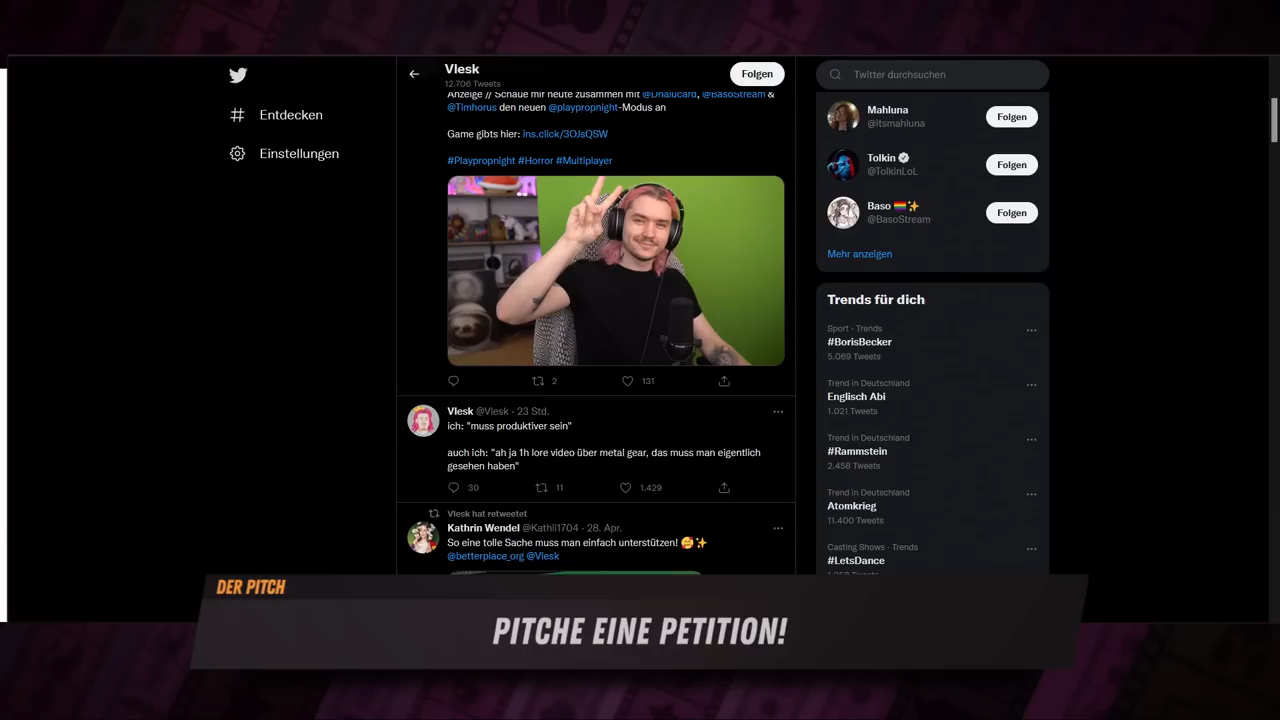 Vlesk
12.706 Tweets
Folgen
Anzeige // Schaue mir heute zusammen mit @Dhalucard, @BasoStream &
@Timhorus den neuen @playpropnight-Modus an
Game gibts hier: ins.click/3OJsQSW
#Playpropnight #Horror #Multiplayer
2
131
Vlesk @Vlesk · 23 Std.
ich: "muss produktiver sein"
auch ich: "ah ja 1h lore video über metal gear, das muss man eigentlich
gesehen haben"
30
11
1.429
Vlesk hat retweetet
Kathrin Wendel @Kathii1704 · 28. Apr.
So eine tolle Sache muss man einfach unterstützen! 🥰✨
@betterplace_org @Vlesk
Entdecken
Einstellungen
Twitter durchsuchen
Mahluna
@itsmahluna
Folgen
Tolkin
@TolkinLoL
Folgen
Baso 🏳️‍🌈✨
@BasoStream
Folgen
Mehr anzeigen
Trends für dich
Sport · Trends
#BorisBecker
5.069 Tweets
Trend in Deutschland
Englisch Abi
1.021 Tweets
Trend in Deutschland
#Rammstein
2.458 Tweets
Trend in Deutschland
Atomkrieg
11.400 Tweets
Casting Shows · Trends
#LetsDance
DER PITCH
PITCHE EINE PETITION!